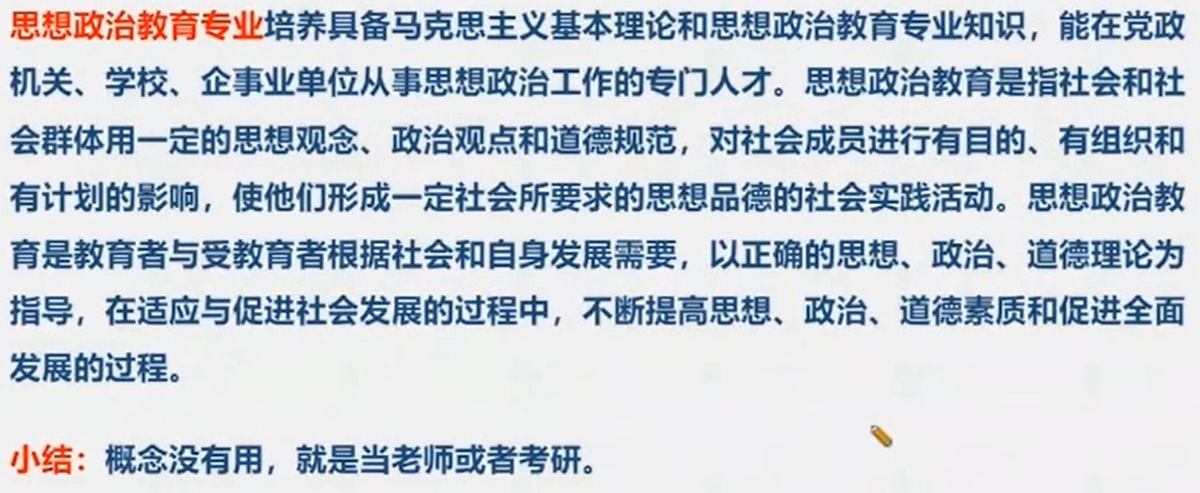 思想政治教育专业培养具备马克思主义基本理论和思想政治教育专业知识，能在党政
机关、学校、企事业单位从事思想政治工作的专门人才。思想政治教育是指社会和社
会群体用一定的思想观念、政治观点和道德规范，对社会成员进行有目的、有组织和
有计划的影响，使他们形成一定社会所要求的思想品德的社会实践活动。思想政治教
育是教育者与受教育者根据社会和自身发展需要，以正确的思想、政治、道德理论为
指导，在适应与促进社会发展的过程中，不断提高思想、政治、道德素质和促进全面
发展的过程。
小结：概念没有用，就是当老师或者考研。